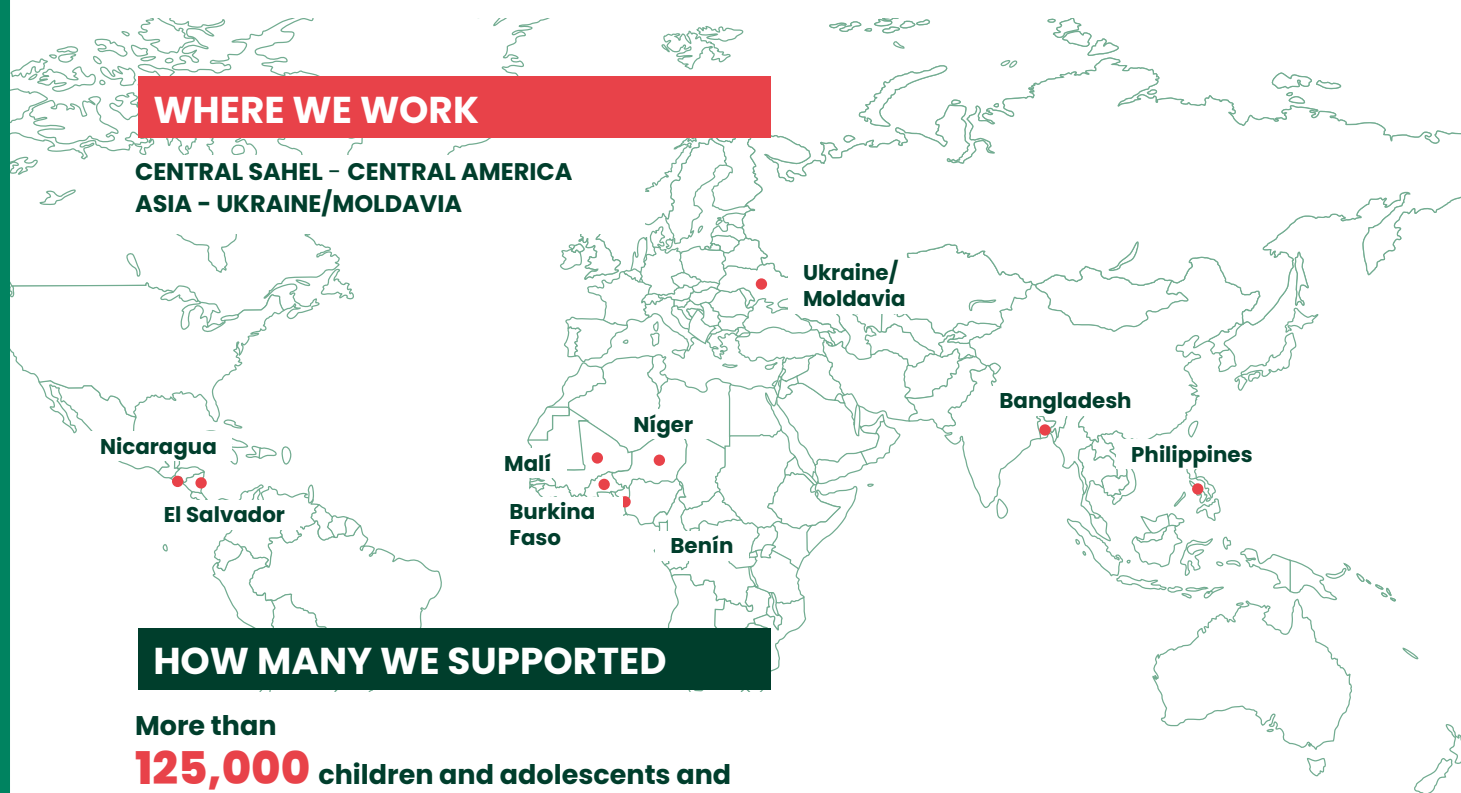 WHERE WE WORK
CENTRAL SAHEL - CENTRAL AMERICA
ASIA - UKRAINE/MOLDAVIA
Ukraine/
Moldavia
Bangladesh
Níger
Nicaragua
Philippines
Malí
Burkina
Faso
El Salvador
Benín
HOW MANY WE SUPPORTED
More than
125,000 children and adolescents and